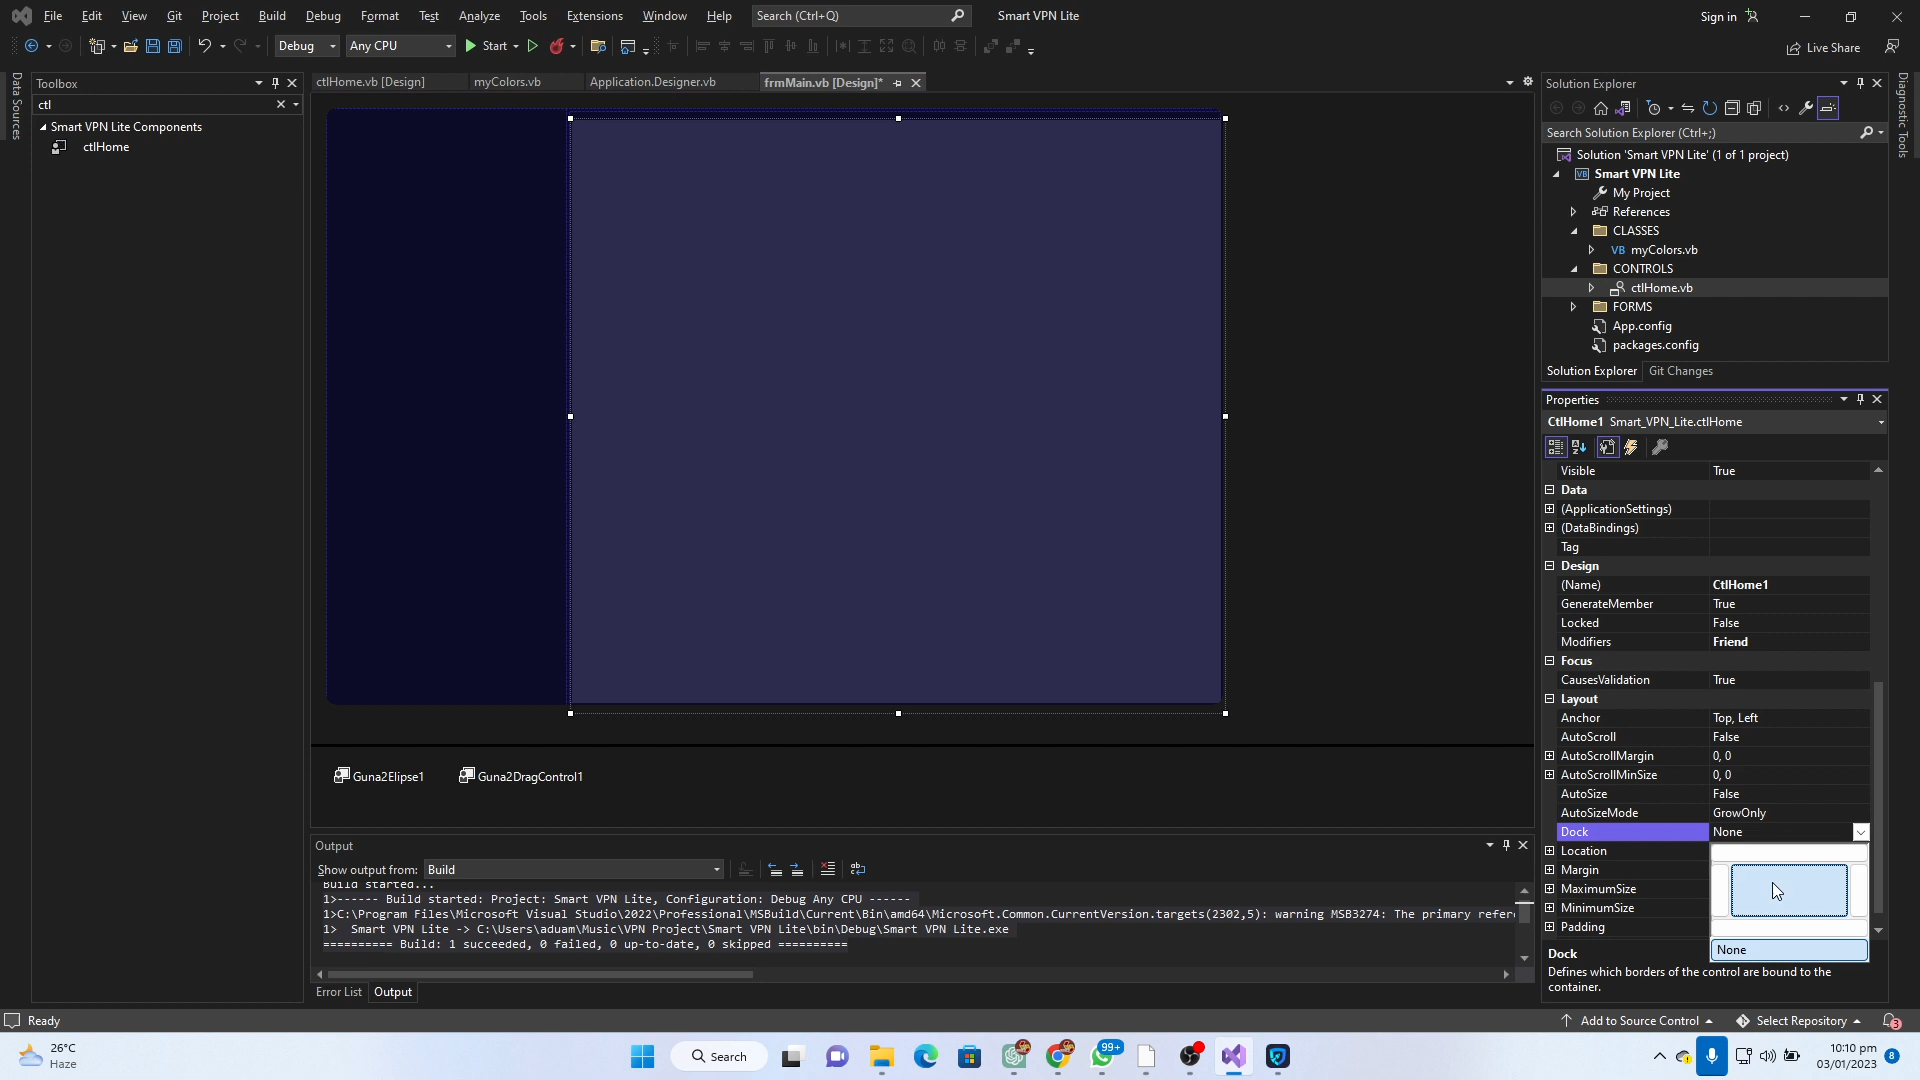 File Edit View Git Project Build Debug Format Test Analyze Tools Extensions Window Help Search (Ctrl+Q) Smart VPN Lite Sign in
Debug Any CPU Start Live Share
Data Sources
Toolbox
ctl
Smart VPN Lite Components
ctlHome
ctlHome.vb [Design] myColors.vb Application.Designer.vb frmMain.vb [Design]*
Guna2Elipse1 Guna2DragControl1
Output
Show output from: Build
Build started...
1>------ Build started: Project: Smart VPN Lite, Configuration: Debug Any CPU ------
1>C:\Program Files\Microsoft Visual Studio\2022\Professional\MSBuild\Current\Bin\amd64\Microsoft.Common.CurrentVersion.targets(2302,5): warning MSB3274: The primary refere
1>  Smart VPN Lite -> C:\Users\aduam\Music\VPN Project\Smart VPN Lite\bin\Debug\Smart VPN Lite.exe
========== Build: 1 succeeded, 0 failed, 0 up-to-date, 0 skipped ==========
Error List Output
Solution Explorer
Search Solution Explorer (Ctrl+;)
Solution 'Smart VPN Lite' (1 of 1 project)
VB Smart VPN Lite
My Project
References
CLASSES
VB myColors.vb
CONTROLS
ctlHome.vb
FORMS
App.config
packages.config
Solution Explorer Git Changes
Diagnostic Tools
Properties
CtlHome1 Smart_VPN_Lite.ctlHome
Visible True
Data
(ApplicationSettings)
(DataBindings)
Tag
Design
(Name) CtlHome1
GenerateMember True
Locked False
Modifiers Friend
Focus
CausesValidation True
Layout
Anchor Top, Left
AutoScroll False
AutoScrollMargin 0, 0
AutoScrollMinSize 0, 0
AutoSize False
AutoSizeMode GrowOnly
Dock None
Location
Margin
MaximumSize
MinimumSize
Padding
None
Dock
Defines which borders of the control are bound to the
container.
Ready Add to Source Control Select Repository 3
26°C
Haze
Search
99+
10:10 pm
03/01/2023
8